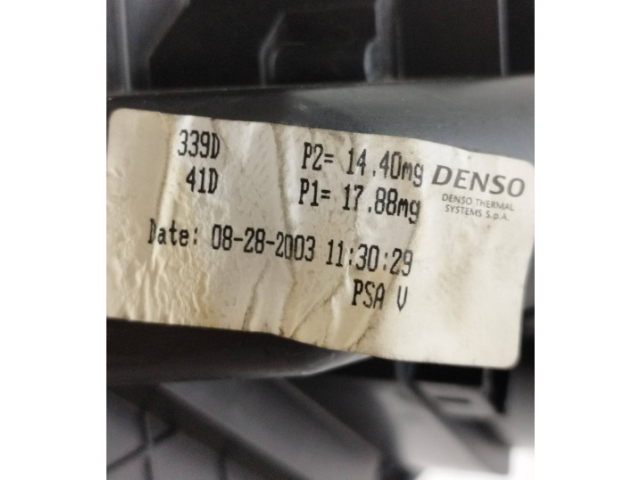 339D P2= 14.40mg DENSO
41D P1= 17.88mg DENSO THERMAL
SYSTEMS S.p.A.
Date: 08-28-2003 11:30:29
PSA V